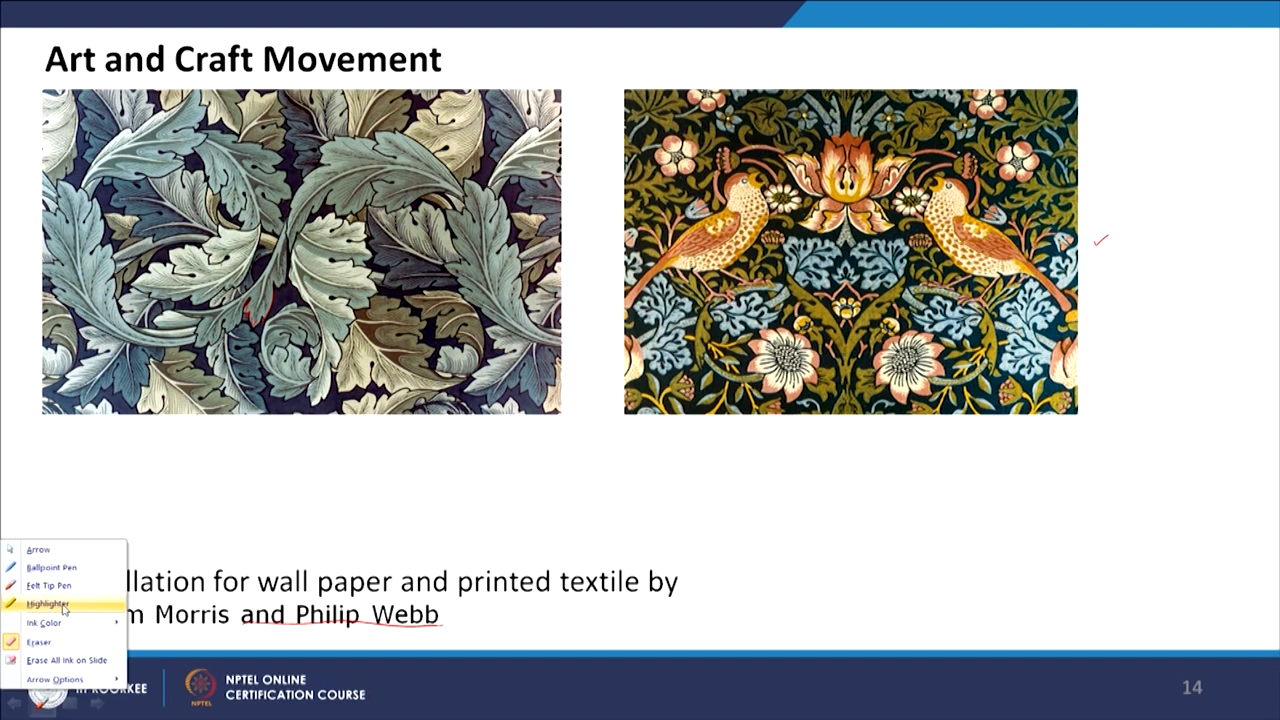 Art and Craft Movement
llation for wall paper and printed textile by
m Morris and Philip Webb
Arrow
Ballpoint Pen
Felt Tip Pen
Highlighter
Ink Color
Eraser
Erase All Ink on Slide
Arrow Options
ROORKEE
NPTEL ONLINE
CERTIFICATION COURSE
NPTEL
14